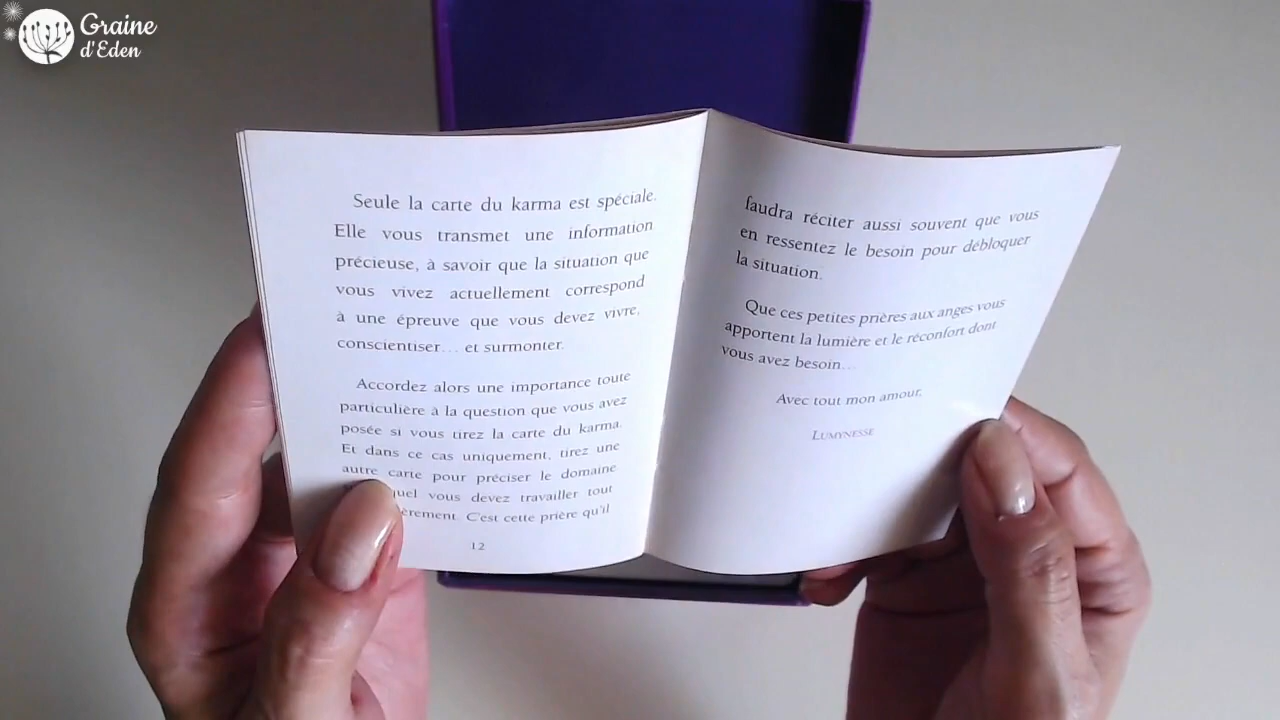 Graine
d'Eden
Seule la carte du karma est spéciale.
Elle vous transmet une information
précieuse, à savoir que la situation que
vous vivez actuellement correspond
à une épreuve que vous devez vivre,
conscientiser... et surmonter.
Accordez alors une importance toute
particulière à la question que vous avez
posée si vous tirez la carte du karma.
Et dans ce cas uniquement, tirez une
autre carte pour préciser le domaine
vous devez travailler tout
C'est cette prière qu'il
12
faudra réciter aussi souvent que vous
en ressentez le besoin pour débloquer
la situation.
Que ces petites prières aux anges vous
apportent la lumière et le réconfort dont
vous avez besoin...
Avec tout mon amour,
LUMYNESSE